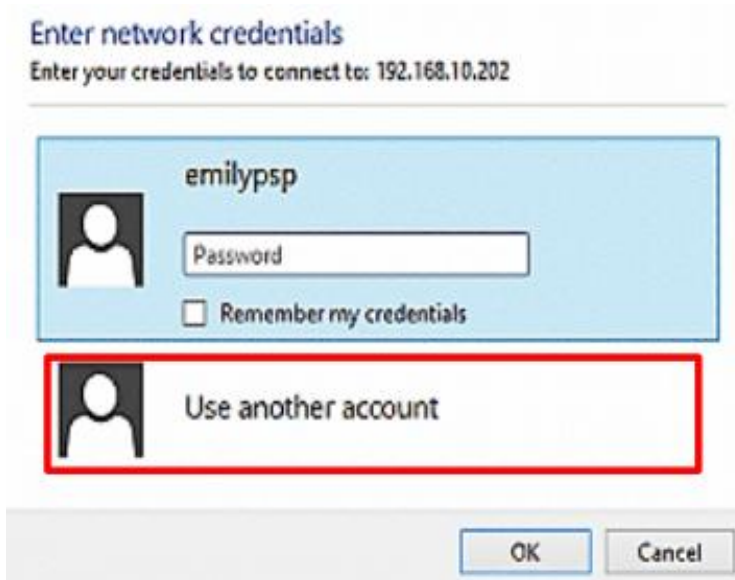 Enter network credentials
Enter your credentials to connect to: 192.168.10.202
emilypsp
Password
Remember my credentials
Use another account
OK
Cancel